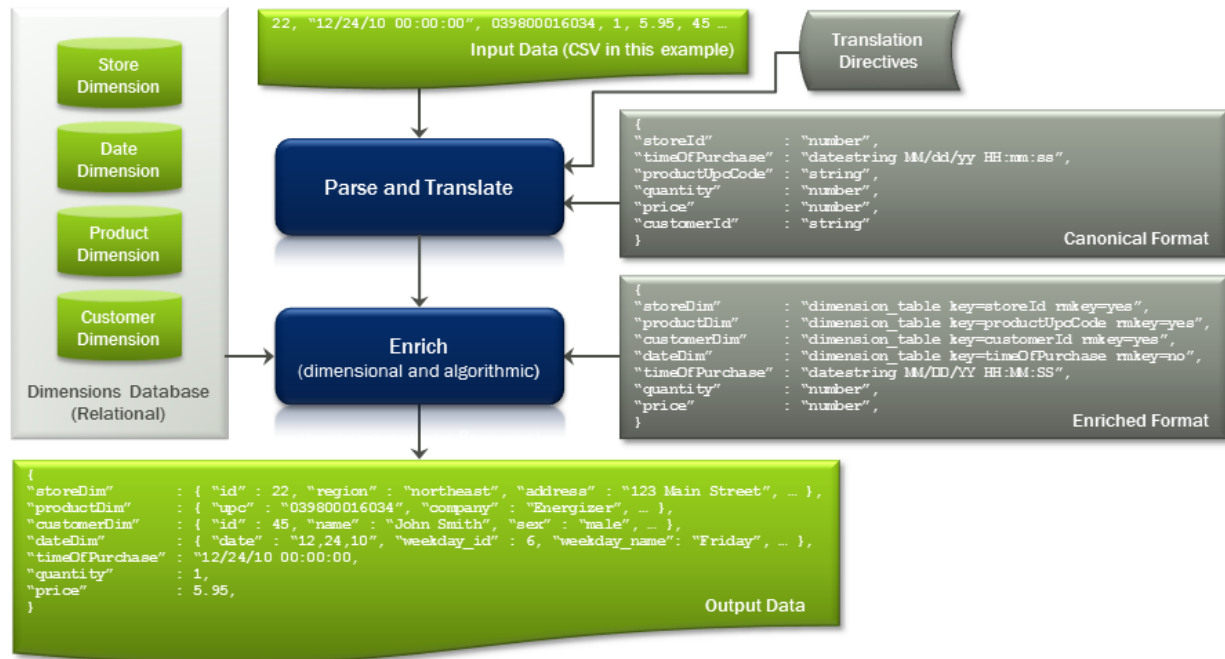 Store
Dimension
Date
Dimension
Product
Dimension
Customer
Dimension
Dimensions Database
(Relational)
22, “12/24/10 00:00:00”, 039800016034, 1, 5.95, 45 …
Input Data (CSV in this example)
Translation
Directives
Parse and Translate
{
“storeId” : “number”,
“timeOfPurchase” : “datestring MM/dd/yy HH:mm:ss”,
“productUpcCode” : “string”,
“quantity” : “number”,
“price” : “number”,
“customerId” : “string”
}
Canonical Format
Enrich
(dimensional and algorithmic)
{
“storeDim” : “dimension_table key=storeId rmkey=yes”,
“productDim” : “dimension_table key=productUpcCode rmkey=yes”,
“customerDim” : “dimension_table key=customerId rmkey=yes”,
“dateDim” : “dimension_table key=timeOfPurchase rmkey=no”,
“timeOfPurchase” : “datestring MM/DD/YY HH:MM:SS”,
“quantity” : “number”,
“price” : “number”,
}
Enriched Format
{
“storeDim” : { “id” : 22, “region” : “northeast”, “address” : “123 Main Street”, … },
“productDim” : { “upc” : “039800016034”, “company” : “Energizer”, … },
“customerDim” : { “id” : 45, “name” : “John Smith”, “sex” : “male”, … },
“dateDim” : { “date” : “12,24,10”, “weekday_id” : 6, “weekday_name”: “Friday”, … },
“timeOfPurchase” : “12/24/10 00:00:00,
“quantity” : 1,
“price” : 5.95,
}
Output Data